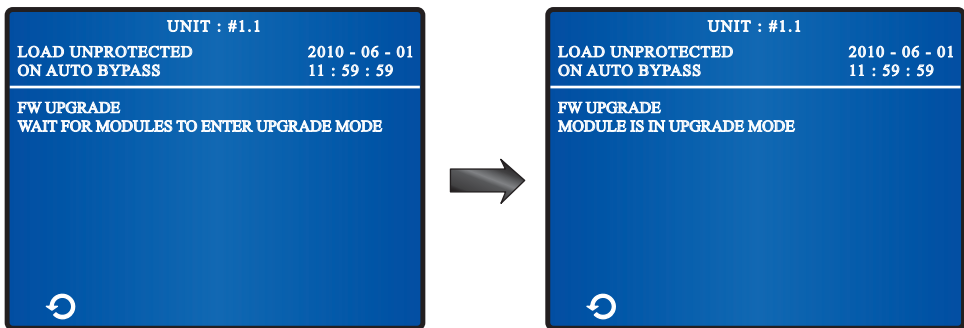 UNIT : #1.1
LOAD UNPROTECTED 2010 - 06 - 01
ON AUTO BYPASS 11 : 59 : 59
FW UPGRADE
WAIT FOR MODULES TO ENTER UPGRADE MODE
UNIT : #1.1
LOAD UNPROTECTED 2010 - 06 - 01
ON AUTO BYPASS 11 : 59 : 59
FW UPGRADE
MODULE IS IN UPGRADE MODE